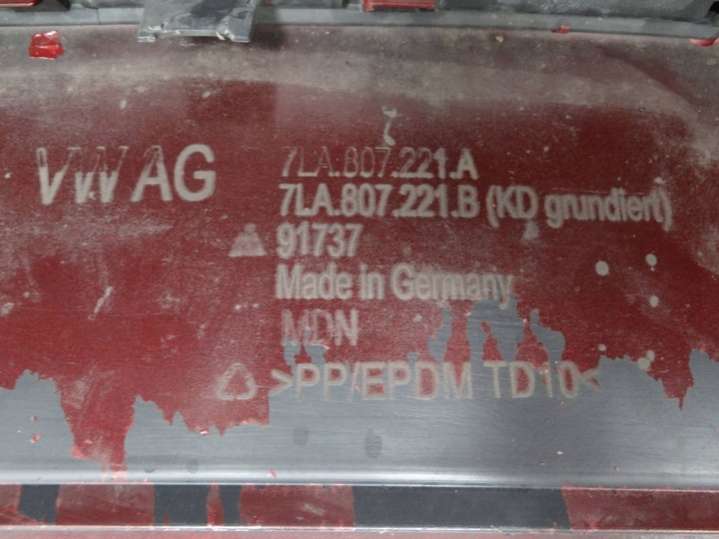 VW AG
7LA.807.221.A
7LA.807.221.B (KD grundiert)
91737
Made in Germany
MDN
>PP/EPDM TD10<